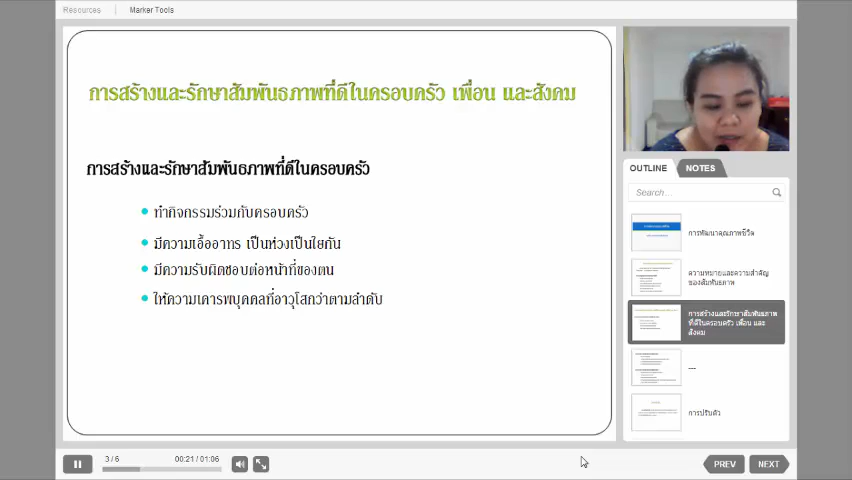 Resources
Marker Tools
การสร้างและรักษาสัมพันธภาพที่ดีในครอบครัว เพื่อน และสังคม
การสร้างและรักษาสัมพันธภาพที่ดีในครอบครัว
ทำกิจกรรมร่วมกับครอบครัว
มีความเอื้ออาทร เป็นห่วงเป็นใยกัน
มีความรับผิดชอบต่อหน้าที่ของตน
ให้ความเคารพบุคคลที่อาวุโสกว่าตามลำดับ
OUTLINE
NOTES
Search...
การพัฒนาคุณภาพชีวิต
ความหมายและความสำคัญ
ของสัมพันธภาพ
การสร้างและรักษาสัมพันธภาพ
ที่ดีในครอบครัว เพื่อน และ
สังคม
---
การปรับตัว
3 / 6
00:21 / 01:06
PREV
NEXT